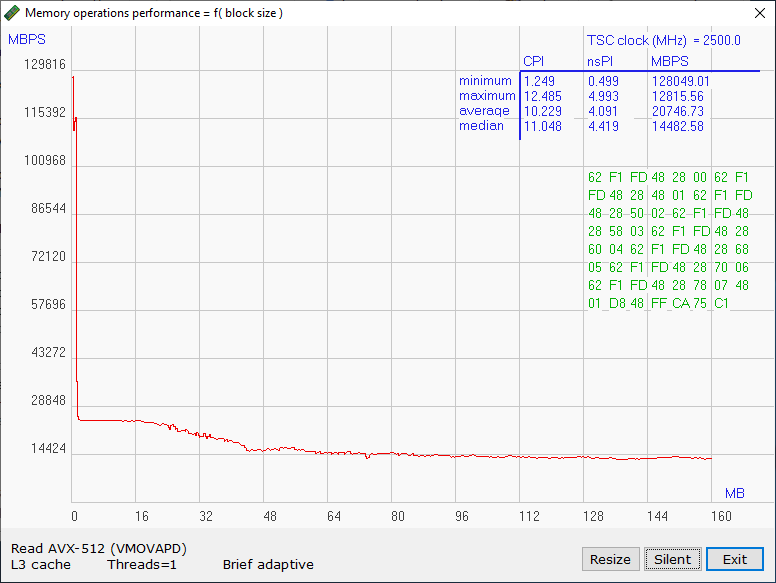 Memory operations performance = f( block size )
MBPS
TSC clock (MHz) = 2500.0
CPI nsPI MBPS
minimum 1.249 0.499 128049.01
maximum 12.485 4.993 12815.56
average 10.229 4.091 20746.73
median 11.048 4.419 14482.58
129816
115392
100968
86544
72120
57696
43272
28848
14424
62 F1 FD 48 28 00 62 F1
FD 48 28 48 01 62 F1 FD
48 28 50 02 62 F1 FD 48
28 58 03 62 F1 FD 48 28
60 04 62 F1 FD 48 28 68
05 62 F1 FD 48 28 70 06
62 F1 FD 48 28 78 07 48
01 D8 48 FF CA 75 C1
MB
0 16 32 48 64 80 96 112 128 144 160
Read AVX-512 (VMOVAPD)
L3 cache Threads=1 Brief adaptive
Resize Silent Exit